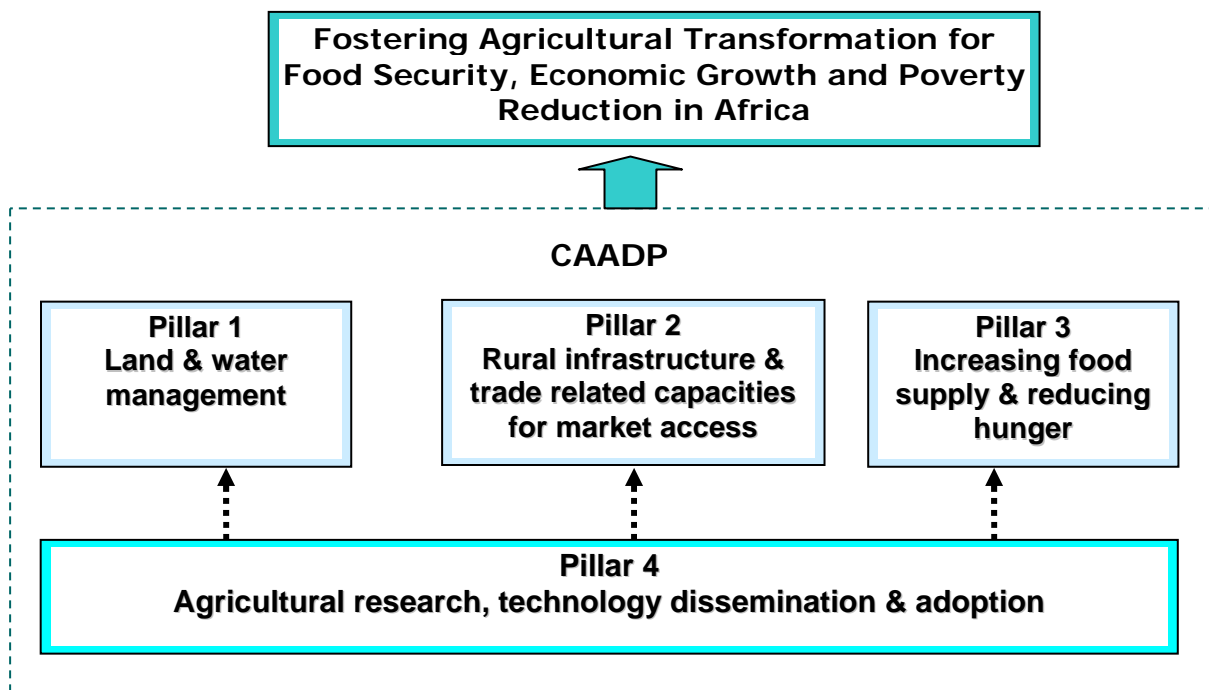 Fostering Agricultural Transformation for
Food Security, Economic Growth and Poverty
Reduction in Africa
CAADP
Pillar 1
Land & water
management
Pillar 2
Rural infrastructure &
trade related capacities
for market access
Pillar 3
Increasing food
supply & reducing
hunger
Pillar 4
Agricultural research, technology dissemination & adoption